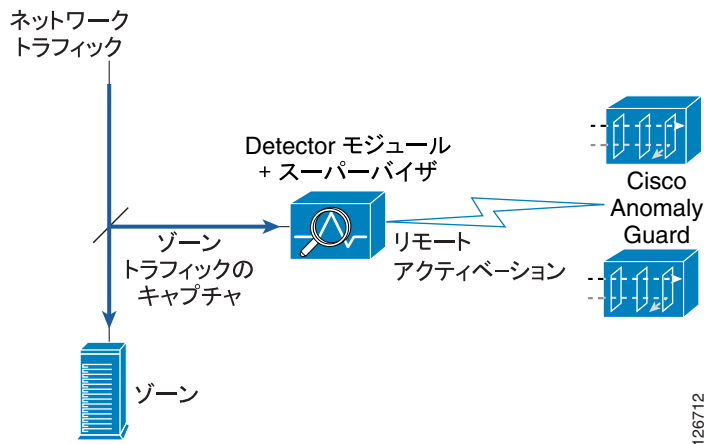 ネットワーク
トラフィック
Detector モジュール
+ スーパーバイザ
Cisco
Anomaly
Guard
ゾーン
トラフィックの
キャプチャ
リモート
アクティベーション
ゾーン
126712